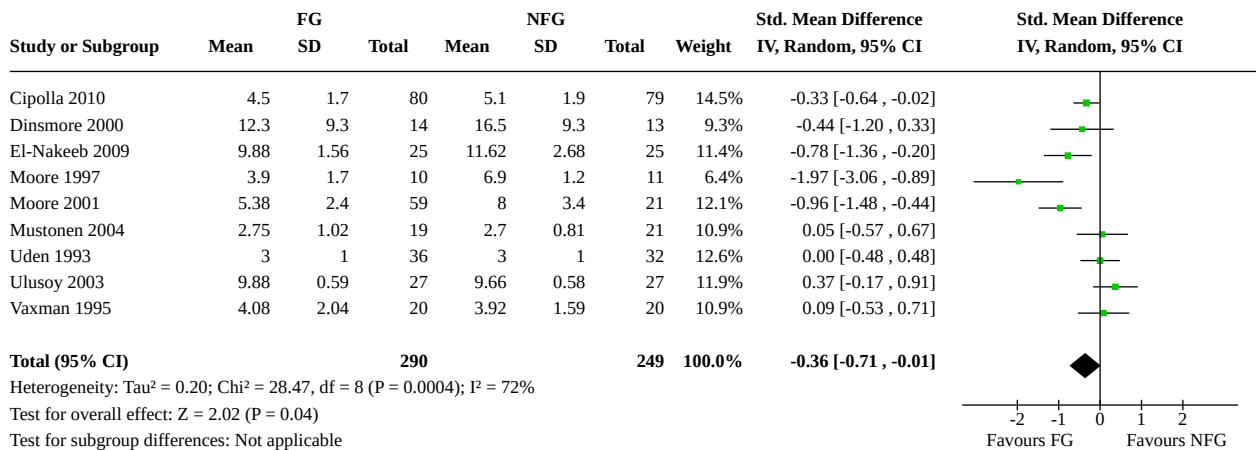 FG NFG Std. Mean Difference Std. Mean Difference
Study or Subgroup Mean SD Total Mean SD Total Weight IV, Random, 95% CI IV, Random, 95% CI
Cipolla 2010 4.5 1.7 80 5.1 1.9 79 14.5% -0.33 [-0.64 , -0.02]
Dinsmore 2000 12.3 9.3 14 16.5 9.3 13 9.3% -0.44 [-1.20 , 0.33]
El-Nakeeb 2009 9.88 1.56 25 11.62 2.68 25 11.4% -0.78 [-1.36 , -0.20]
Moore 1997 3.9 1.7 10 6.9 1.2 11 6.4% -1.97 [-3.06 , -0.89]
Moore 2001 5.38 2.4 59 8 3.4 21 12.1% -0.96 [-1.48 , -0.44]
Mustonen 2004 2.75 1.02 19 2.7 0.81 21 10.9% 0.05 [-0.57 , 0.67]
Uden 1993 3 1 36 3 1 32 12.6% 0.00 [-0.48 , 0.48]
Ulusoy 2003 9.88 0.59 27 9.66 0.58 27 11.9% 0.37 [-0.17 , 0.91]
Vaxman 1995 4.08 2.04 20 3.92 1.59 20 10.9% 0.09 [-0.53 , 0.71]
Total (95% CI) 290 249 100.0% -0.36 [-0.71 , -0.01]
Heterogeneity: Tau² = 0.20; Chi² = 28.47, df = 8 (P = 0.0004); I² = 72%
Test for overall effect: Z = 2.02 (P = 0.04)
-2 -1 0 1 2
Test for subgroup differences: Not applicable
Favours FG Favours NFG